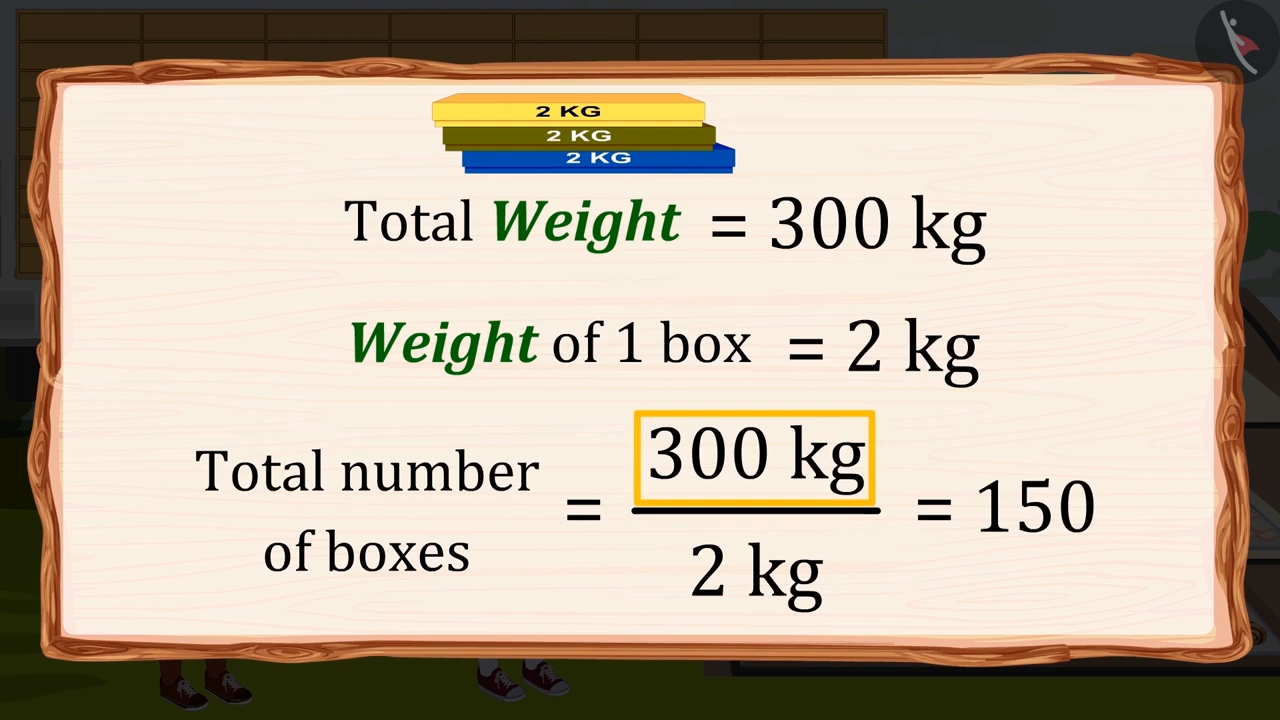 2 KG
2 KG
2 KG
Total Weight = 300 kg
Weight of 1 box = 2 kg
Total number of boxes = 300 kg / 2 kg = 150